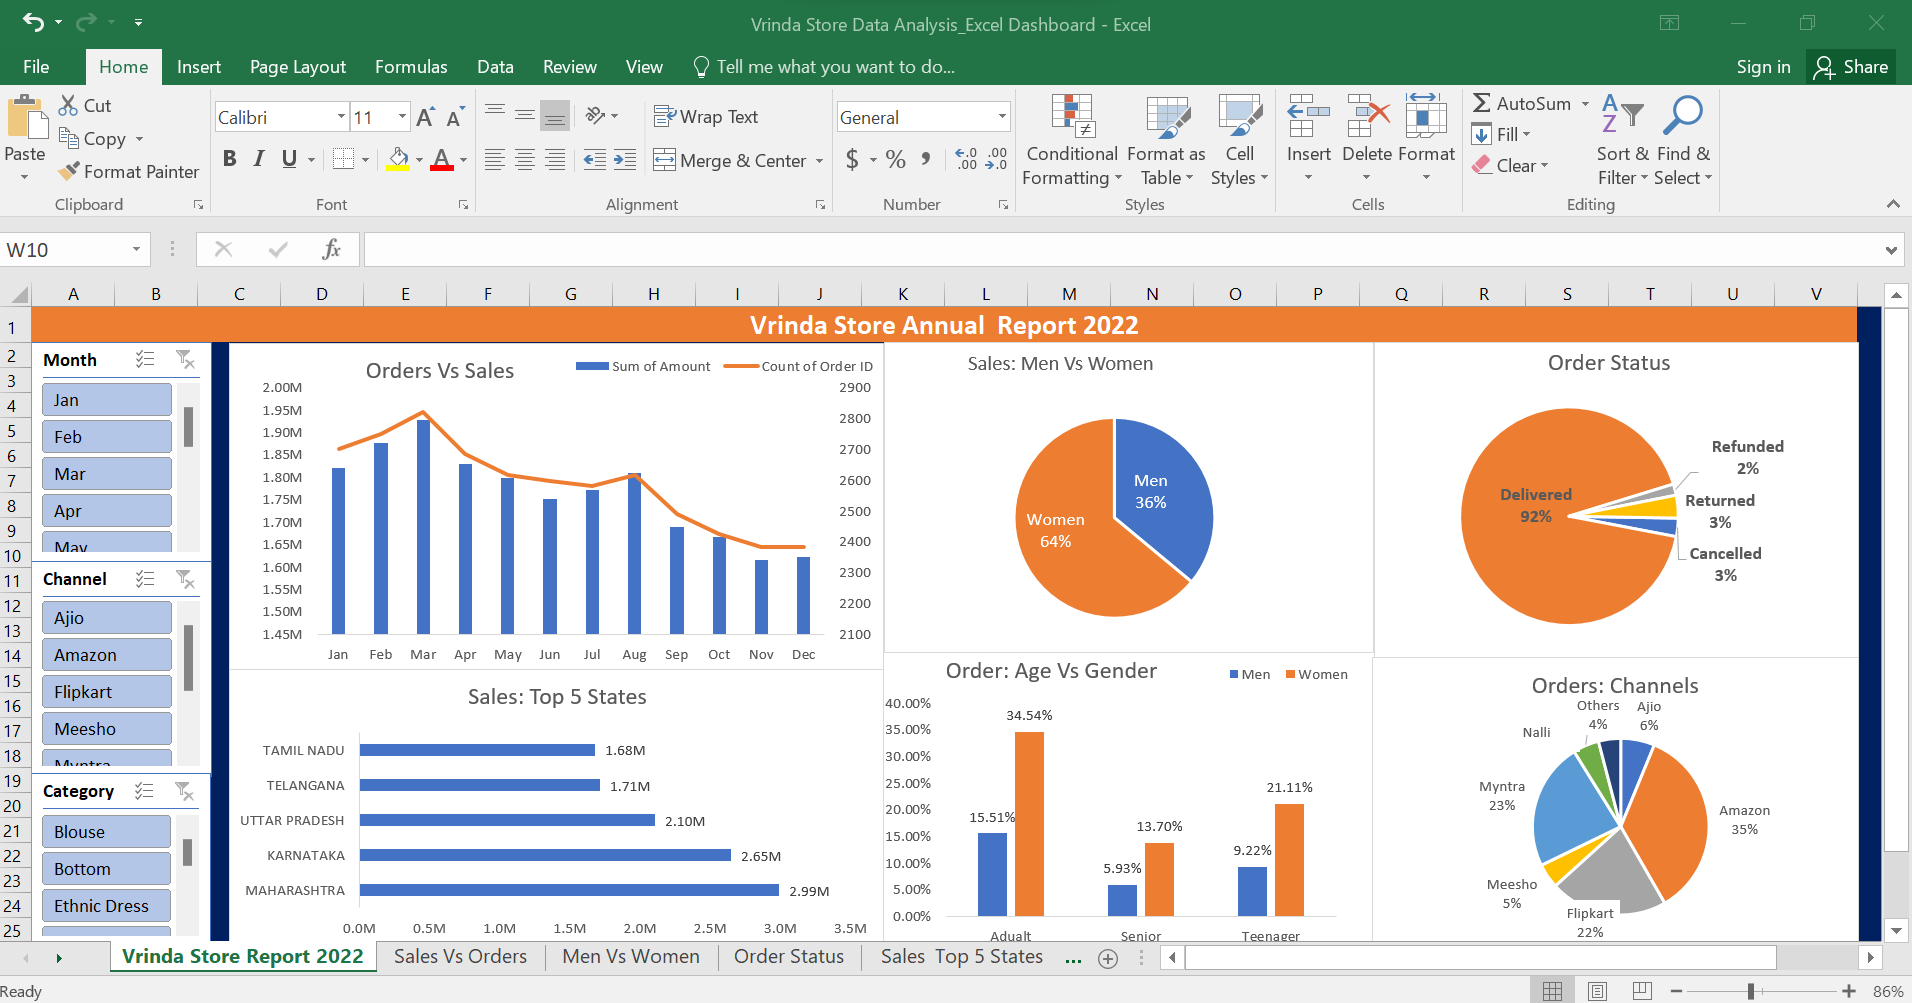 Vrinda Store Data Analysis_Excel Dashboard - Excel
File Home Insert Page Layout Formulas Data Review View Tell me what you want to do... Sign in Share
Paste
Cut
Copy
Format Painter
Clipboard
Calibri 11
B I U
Font
Wrap Text
Merge & Center
Alignment
General
$ % ,
Number
Conditional Formatting
Format as Table
Cell Styles
Styles
Insert Delete Format
Cells
AutoSum
Fill
Clear
Sort & Filter
Find & Select
Editing
W10
fx
A B C D E F G H I J K L M N O P Q R S T U V
1
2
3
4
5
6
7
8
9
10
11
12
13
14
15
16
17
18
19
20
21
22
23
24
25
Vrinda Store Annual  Report 2022
Month
Jan
Feb
Mar
Apr
May
Channel
Ajio
Amazon
Flipkart
Meesho
Myntra
Category
Blouse
Bottom
Ethnic Dress
Orders Vs Sales
Sum of Amount Count of Order ID
2.00M
1.95M
1.90M
1.85M
1.80M
1.75M
1.70M
1.65M
1.60M
1.55M
1.50M
1.45M
2900
2800
2700
2600
2500
2400
2300
2200
2100
Jan Feb Mar Apr May Jun Jul Aug Sep Oct Nov Dec
Sales: Men Vs Women
Men
36%
Women
64%
Order Status
Refunded
2%
Delivered
92%
Returned
3%
Cancelled
3%
Sales: Top 5 States
TAMIL NADU 1.68M
TELANGANA 1.71M
UTTAR PRADESH 2.10M
KARNATAKA 2.65M
MAHARASHTRA 2.99M
0.0M 0.5M 1.0M 1.5M 2.0M 2.5M 3.0M 3.5M
Order: Age Vs Gender
Men Women
40.00%
35.00%
30.00%
25.00%
20.00%
15.00%
10.00%
5.00%
0.00%
15.51% 34.54%
5.93% 13.70%
9.22% 21.11%
Adualt Senior Teenager
Orders: Channels
Others
4%
Ajio
6%
Nalli
Myntra
23%
Amazon
35%
Meesho
5%
Flipkart
22%
Vrinda Store Report 2022 Sales Vs Orders Men Vs Women Order Status Sales  Top 5 States ...
Ready
86%